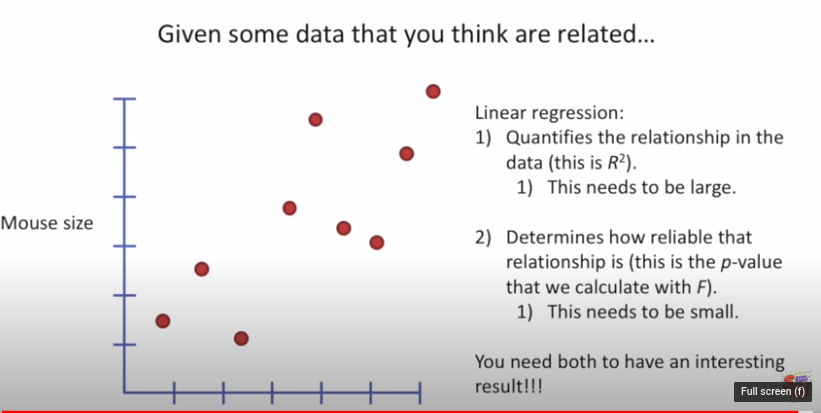 Given some data that you think are related...
Linear regression:
1) Quantifies the relationship in the
data (this is R²).
1) This needs to be large.
Mouse size
2) Determines how reliable that
relationship is (this is the p-value
that we calculate with F).
1) This needs to be small.
You need both to have an interesting
result!!!
Full screen (f)